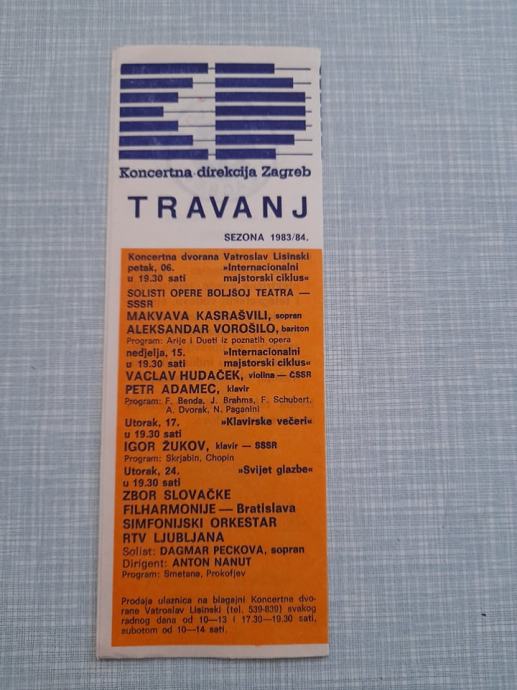 Koncertna direkcija Zagreb
TRAVANJ
SEZONA 1983/84.
Koncertna dvorana Vatroslav Lisinski
petak, 06. »Internacionalni
u 19.30 sati majstorski ciklus«
SOLISTI OPERE BOLJŠOJ TEATRA —
SSSR
MAKVAVA KASRAŠVILI, sopran
ALEKSANDAR VOROŠILO, bariton
Program: Arije i Dueti iz poznatih opera
nedjelja, 15. »Internacionalni
u 19.30 sati majstorski ciklus«
VACLAV HUDAČEK, violina — ČSSR
PETR ADAMEC, klavir
Program: F. Benda, J. Brahms, F. Schubert,
A. Dvorak, N. Paganini
Utorak, 17. »Klavirske večeri«
u 19.30 sati
IGOR ŽUKOV, klavir — SSSR
Program: Skrjabin, Chopin
Utorak, 24. »Svijet glazbe«
u 19.30 sati
ZBOR SLOVAČKE
FILHARMONIJE — Bratislava
SIMFONIJSKI ORKESTAR
RTV LJUBLJANA
Solist: DAGMAR PECKOVA, sopran
Dirigent: ANTON NANUT
Program: Smetana, Prokofjev
Prodaja ulaznica na blagajni Koncertne dvo-
rane Vatroslav Lisinski (tel. 539-839) svakog
radnog dana od 10—13 i 17.30—19.30 sati,
subotom od 10—14 sati.